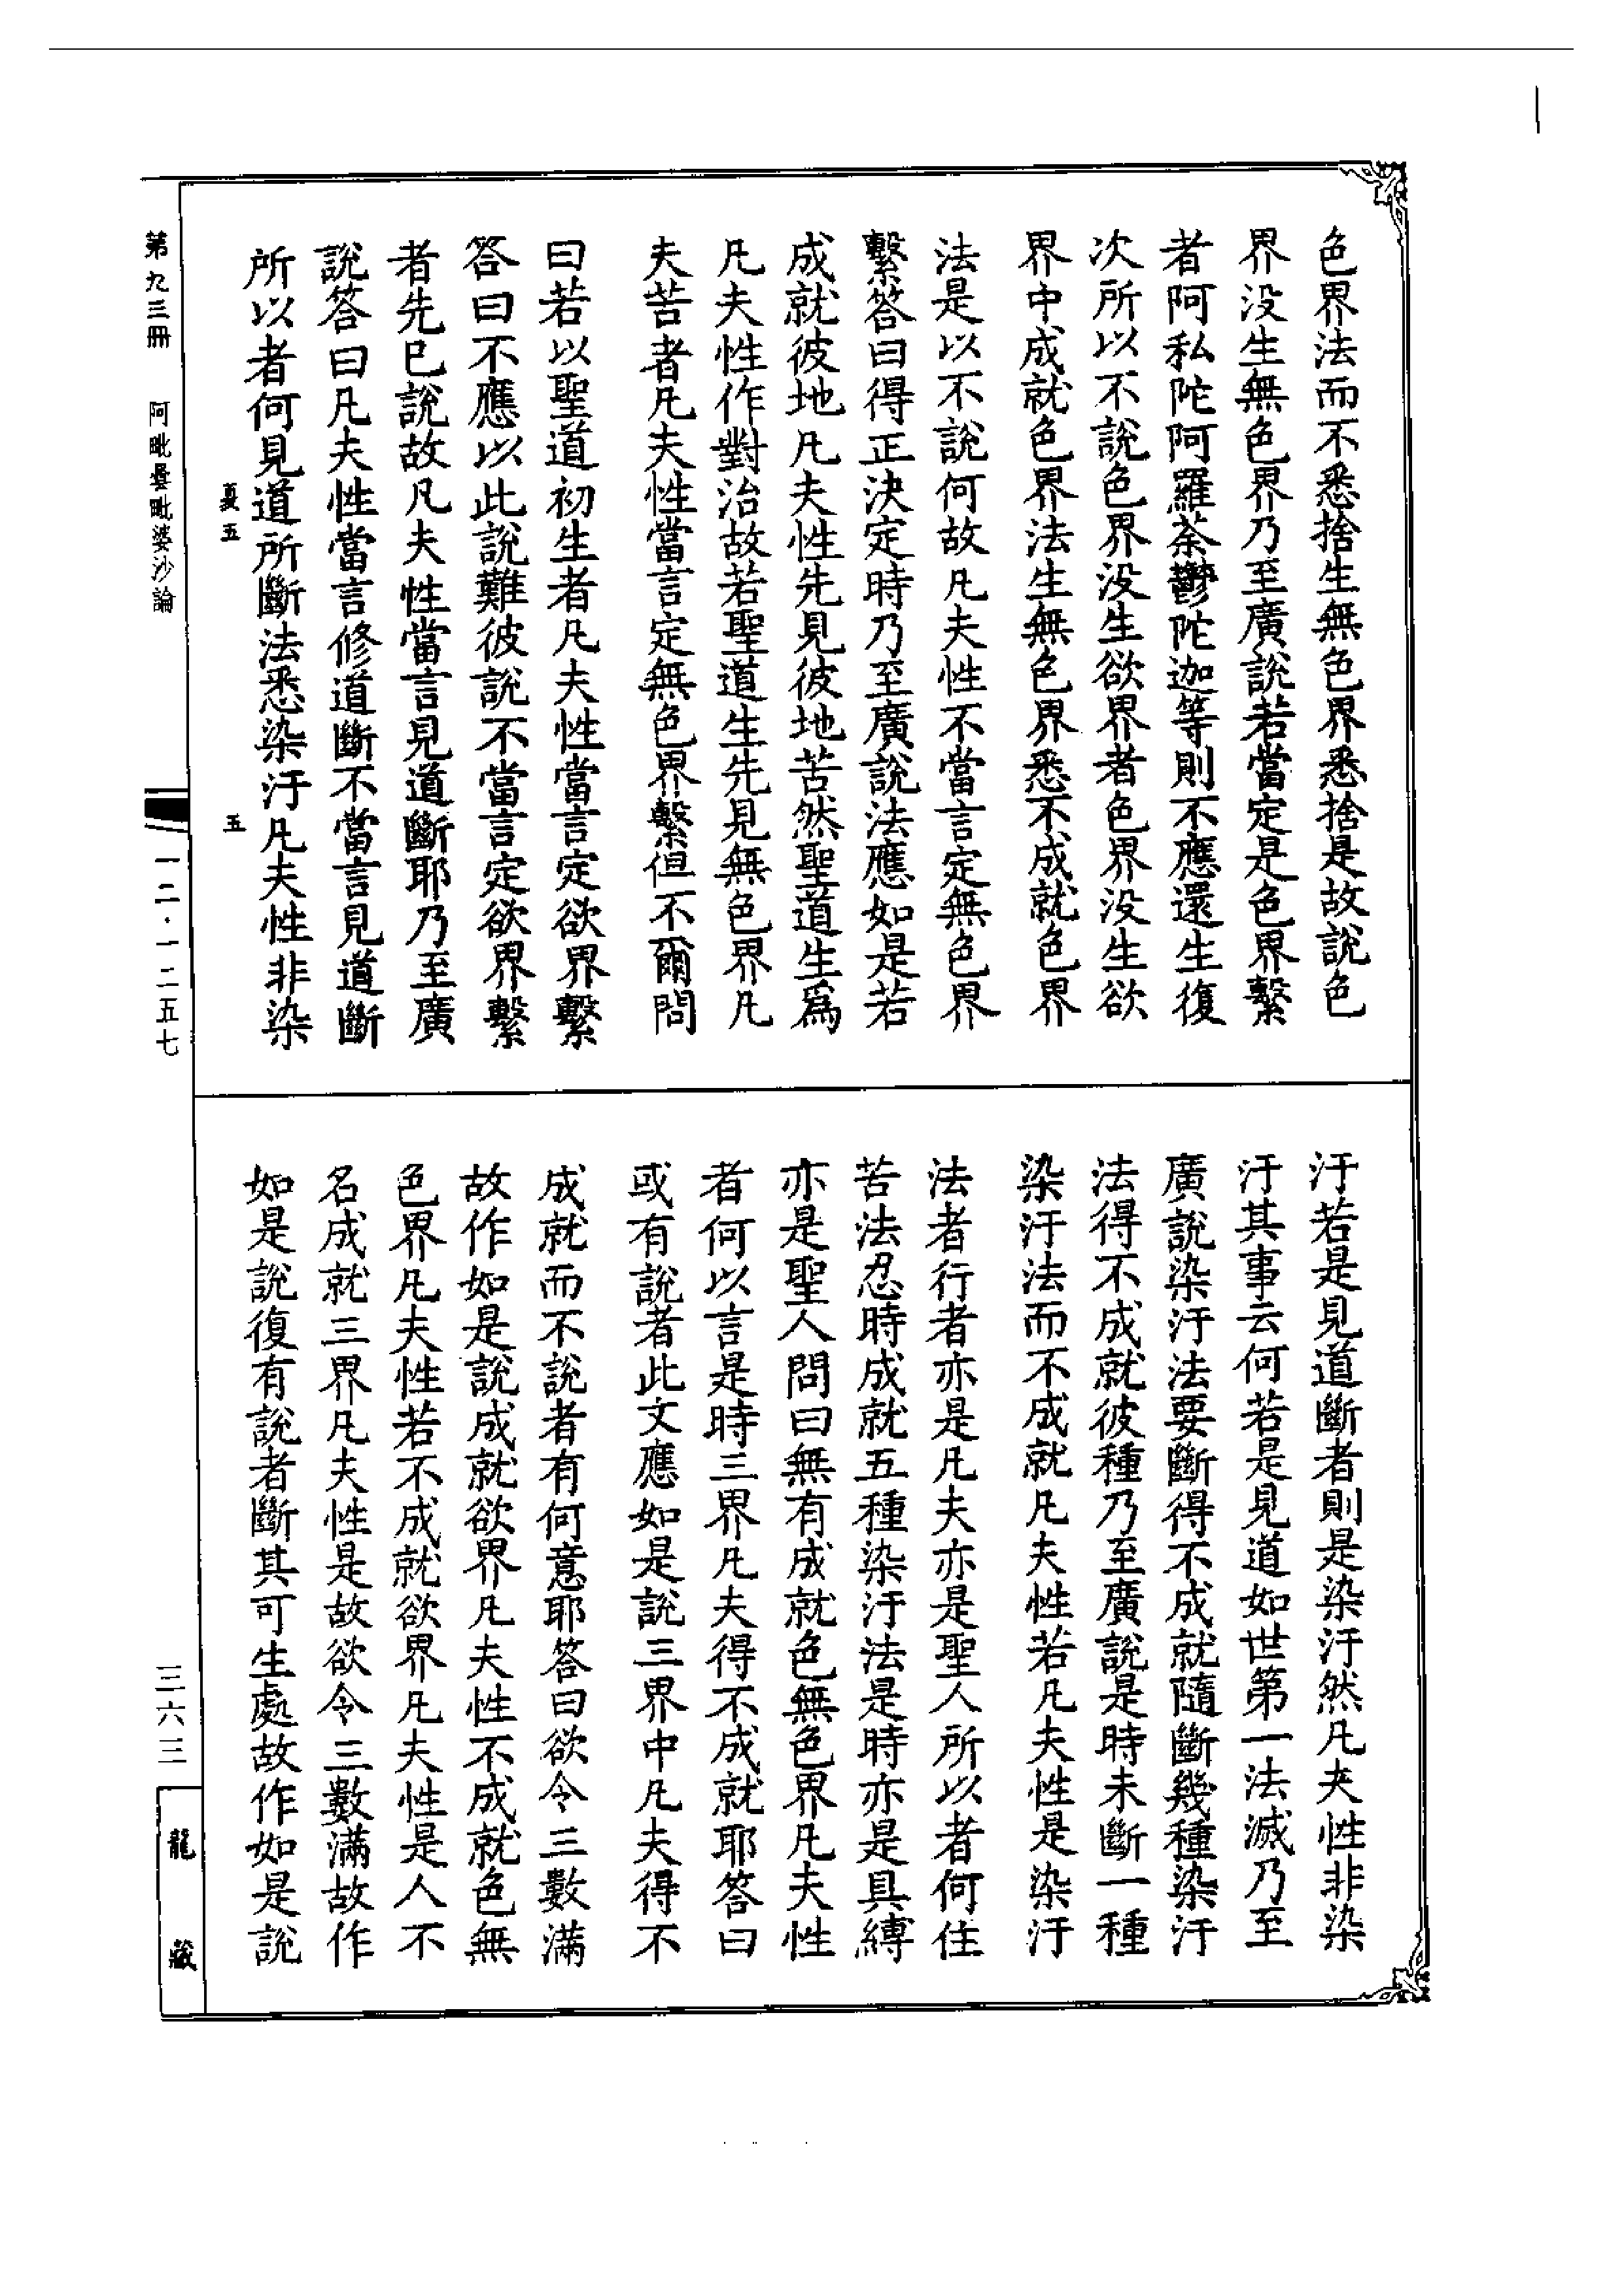 色界法而不悉捨生無色界悉捨是故說色
界没生無色界乃至廣說若當定是色界繫
者阿私陀阿羅荼鬱陀迦等則不應還生復
次所以不說色界没生欲界者色界没生欲
界中成就色界法生無色界悉不成就色界
法是以不說何故凡夫性不當言定無色界
繫答曰得正決定時乃至廣說法應如是若
成就彼地凡夫性先見彼地苦然聖道生爲
凡夫性作對治故若聖道生先見無色界凡
夫苦者凡夫性當言定無色界繫但不爾問
曰若以聖道初生者凡夫性當言定欲界繫
答曰不應以此說難彼說不當言定欲界繫
者先已說故凡夫性當言見道斷耶乃至廣
說答曰凡夫性當言修道斷不當言見道斷
所以者何見道所斷法悉染汙凡夫性非染
汙若是見道斷者則是染汙然凡夫性非染
汙其事云何若是見道如世第一法滅乃至
廣說染汙法要斷得不成就隨斷幾種染汙
法得不成就彼種乃至廣說是時未斷一種
染汙法而不成就凡夫性若凡夫性是染汙
法者行者亦是凡夫亦是聖人所以者何住
苦法忍時成就五種染汙法是時亦是具縛
亦是聖人問曰無有成就色無色界凡夫性
者何以言是時三界凡夫得不成就耶答曰
或有說者此文應如是說三界中凡夫得不
成就而不說者有何意耶答曰欲令三數滿
故作如是說成就欲界凡夫性不成就色無
色界凡夫性若不成就欲界凡夫性是人不
名成就三界凡夫性是故欲令三數滿故作
如是說復有說者斷其可生處故作如是說
夏五
五
第九三冊
阿毗曇毗婆沙論
一二·一二五七
三六三
龍藏